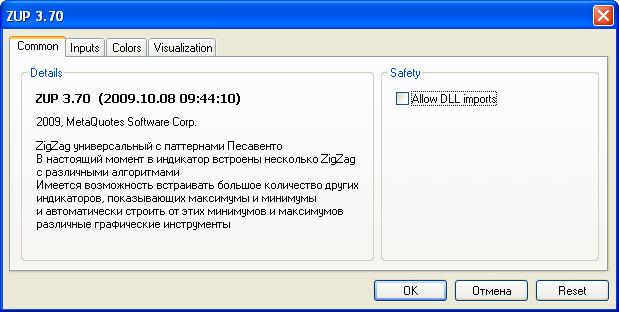 ZUP 3.70
Common Inputs Colors Visualization
Details
ZUP 3.70 (2009.10.08 09:44:10)
2009, MetaQuotes Software Corp.
ZigZag универсальный с паттернами Песавенто
В настоящий момент в индикатор встроены несколько ZigZag
с различными алгоритмами
Имеется возможность встраивать большое количество других
индикаторов, показывающих максимумы и минимумы
и автоматически строить от этих минимумов и максимумов
различные графические инструменты
Safety
Allow DLL imports
OK Отмена Reset